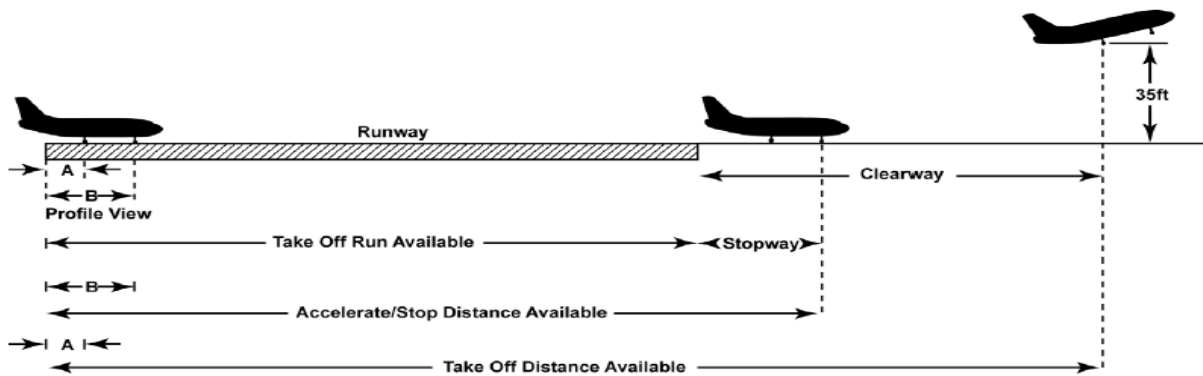 35ft
Runway
A
B
Clearway
Profile View
Take Off Run Available
Stopway
B
Accelerate/Stop Distance Available
A
Take Off Distance Available